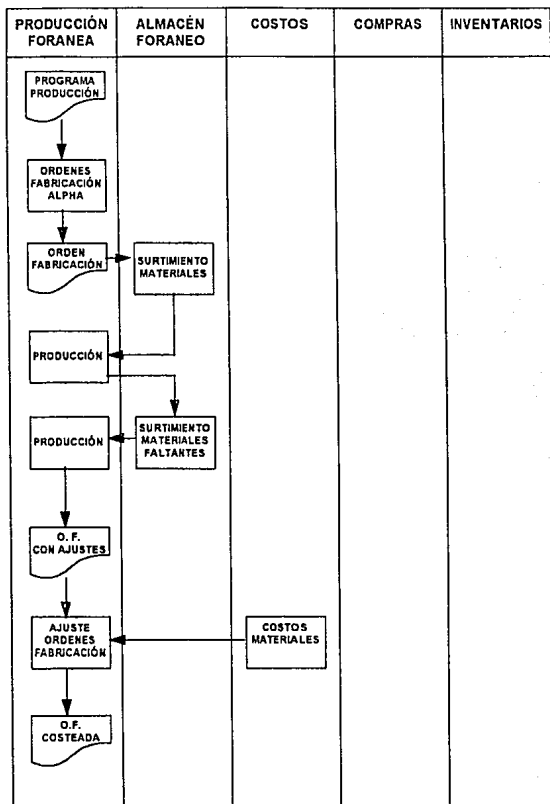 PRODUCCIÓN
FORANEA
ALMACÉN
FORANEO
COSTOS
COMPRAS
INVENTARIOS
PROGRAMA
PRODUCCIÓN
ORDENES
FABRICACIÓN
ALPHA
ORDEN
FABRICACIÓN
SURTIMIENTO
MATERIALES
PRODUCCIÓN
PRODUCCIÓN
SURTIMIENTO
MATERIALES
FALTANTES
O. F.
CON AJUSTES
AJUSTE
ORDENES
FABRICACIÓN
COSTOS
MATERIALES
O.F.
COSTEADA